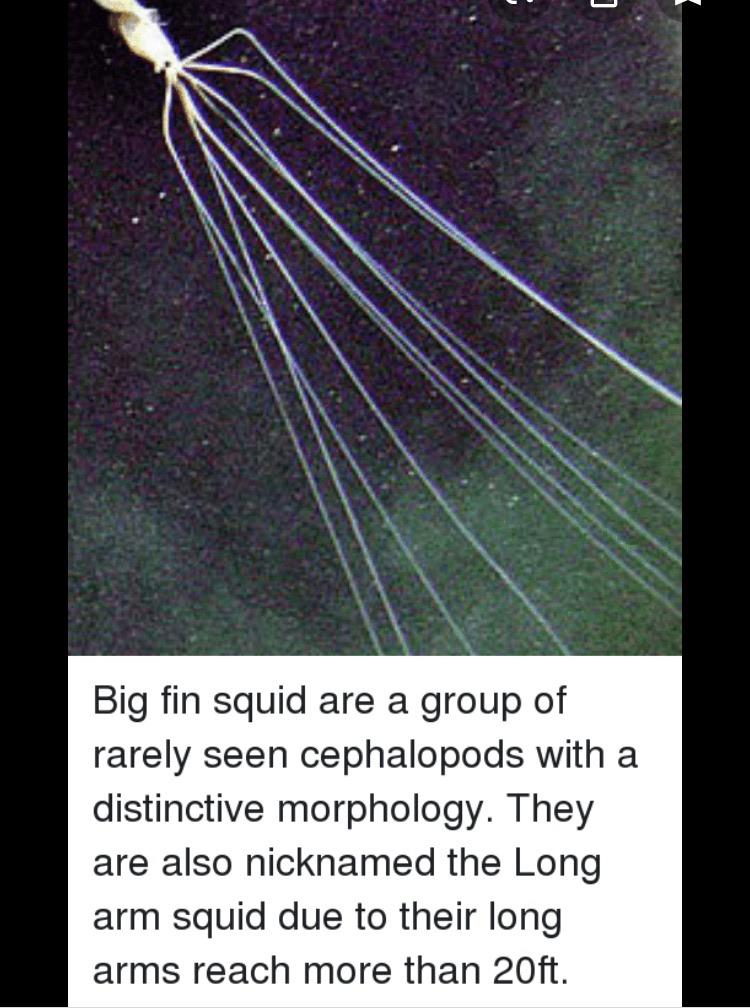 Big fin squid are a group of
rarely seen cephalopods with a
distinctive morphology. They
are also nicknamed the Long
arm squid due to their long
arms reach more than 20ft.